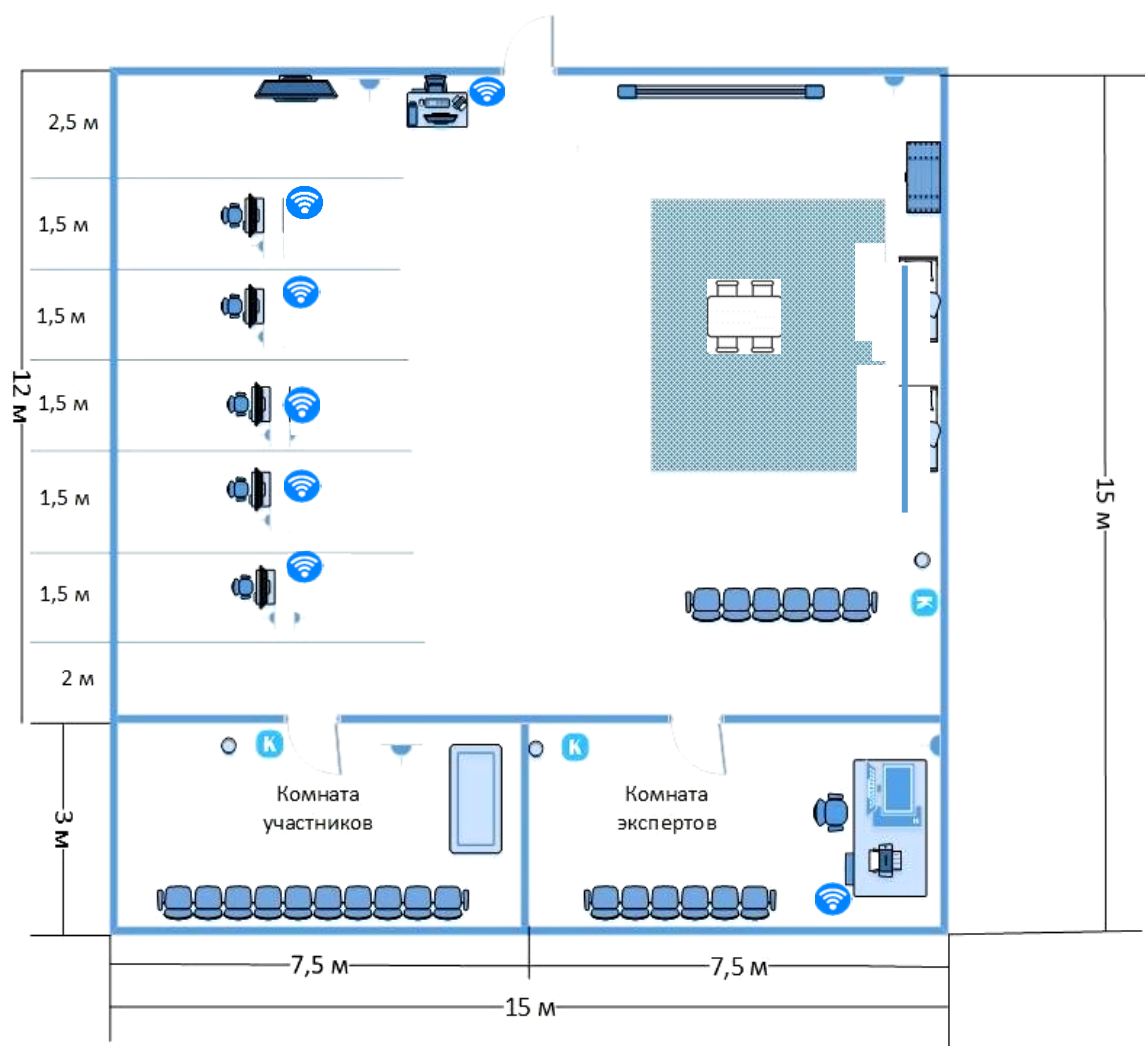 2,5 м
1,5 м
1,5 м
12 м
1,5 м
1,5 м
15 м
1,5 м
K
2 м
K
K
Комната
участников
Комната
экспертов
3 м
7,5 м
7,5 м
15 м